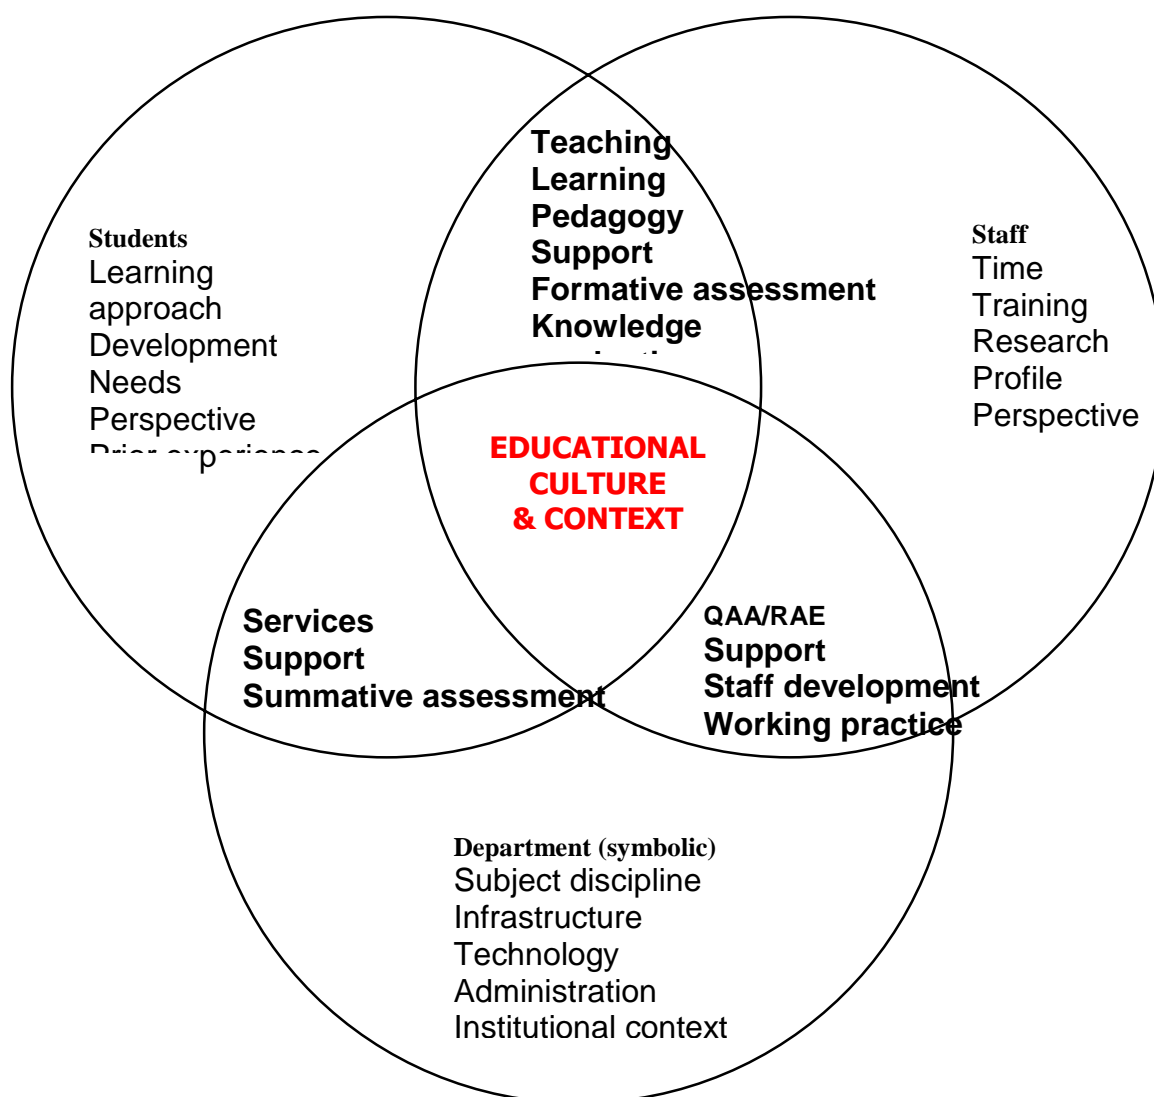 Teaching
Learning
Pedagogy
Support
Formative assessment
Knowledge
Students
Learning
approach
Development
Needs
Perspective
Prior experience
Staff
Time
Training
Research
Profile
Perspective
EDUCATIONAL
CULTURE
& CONTEXT
Services
Support
Summative assessment
QAA/RAE
Support
Staff development
Working practice
Department (symbolic)
Subject discipline
Infrastructure
Technology
Administration
Institutional context